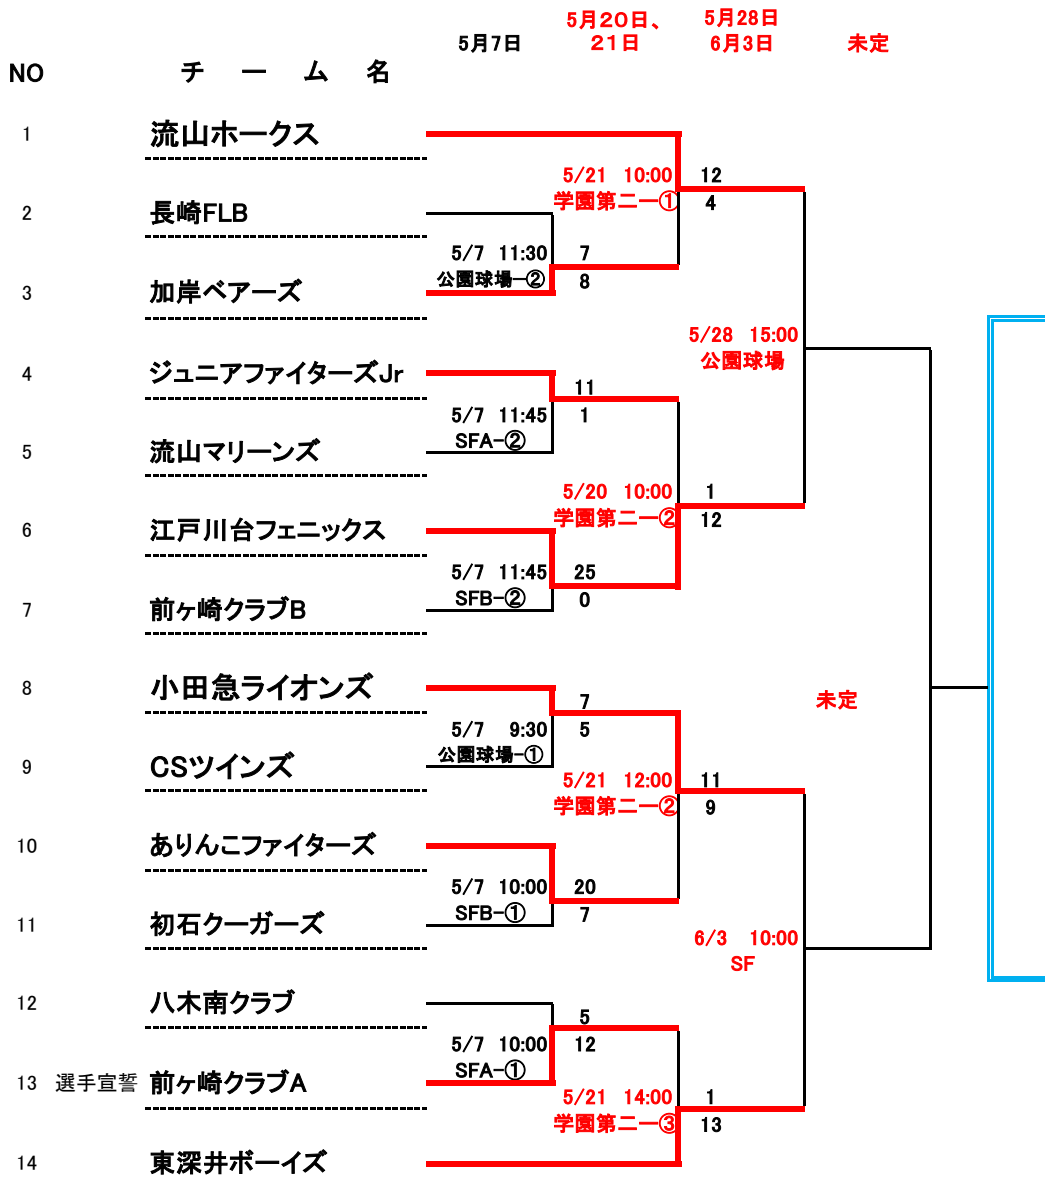 5月7日
5月２０日、
２１日
5月28日
6月3日
未定
NO
チーム名
1
流山ホークス
5/21 10:00
学園第二ー①
12
4
2
長崎FLB
5/7 11:30
公園球場ー②
7
8
3
加岸ベアーズ
5/28 15:00
公園球場
4
ジュニアファイターズJr
11
1
5/7 11:45
SFA-②
5
流山マリーンズ
5/20 10:00
学園第二ー②
1
12
6
江戸川台フェニックス
5/7 11:45
SFB-②
25
0
7
前ヶ崎クラブB
8
小田急ライオンズ
7
5
未定
5/7 9:30
公園球場-①
9
CSツインズ
5/21 12:00
学園第二ー②
11
9
10
ありんこファイターズ
5/7 10:00
SFB-①
20
7
11
初石クーガーズ
6/3 10:00
SF
12
八木南クラブ
5
12
5/7 10:00
SFA-①
13 選手宣誓 前ヶ崎クラブA
5/21 14:00
学園第二ー③
1
13
14
東深井ボーイズ